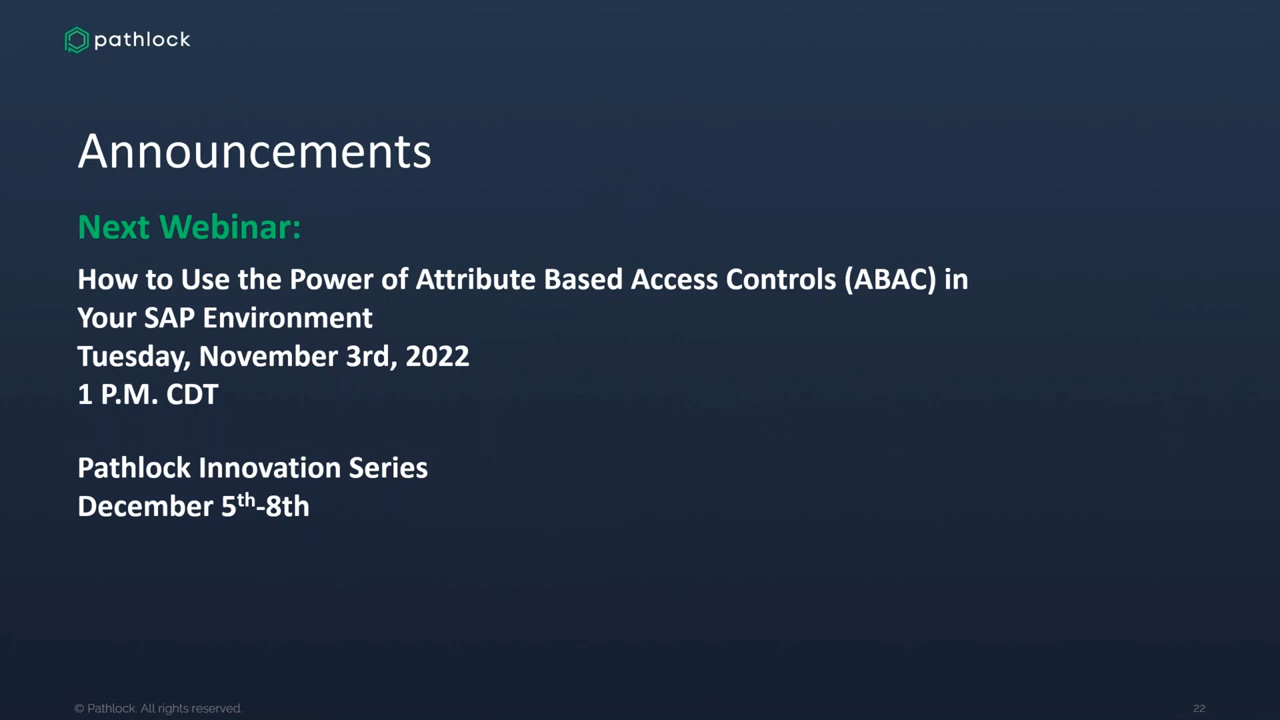 pathlock
Announcements
Next Webinar:
How to Use the Power of Attribute Based Access Controls (ABAC) in
Your SAP Environment
Tuesday, November 3rd, 2022
1 P.M. CDT
Pathlock Innovation Series
December 5th-8th
© Pathlock. All rights reserved.
22